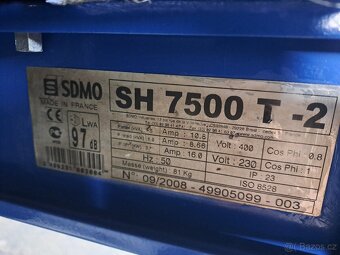 SDMO
MADE IN FRANCE
SH 7500 T -2
CE
LWA
97 dB
Amp : 10.8
Volt : 400
Cos Phi : 0.8
Amp : 8.66
Amp : 16.0
Volt : 230
Cos Phi : 1
Hz : 50
IP : 23
Masse (weight) : 81 Kg
ISO 8528
N° : 09/2008 - 49905099 - 003
Bazos.cz